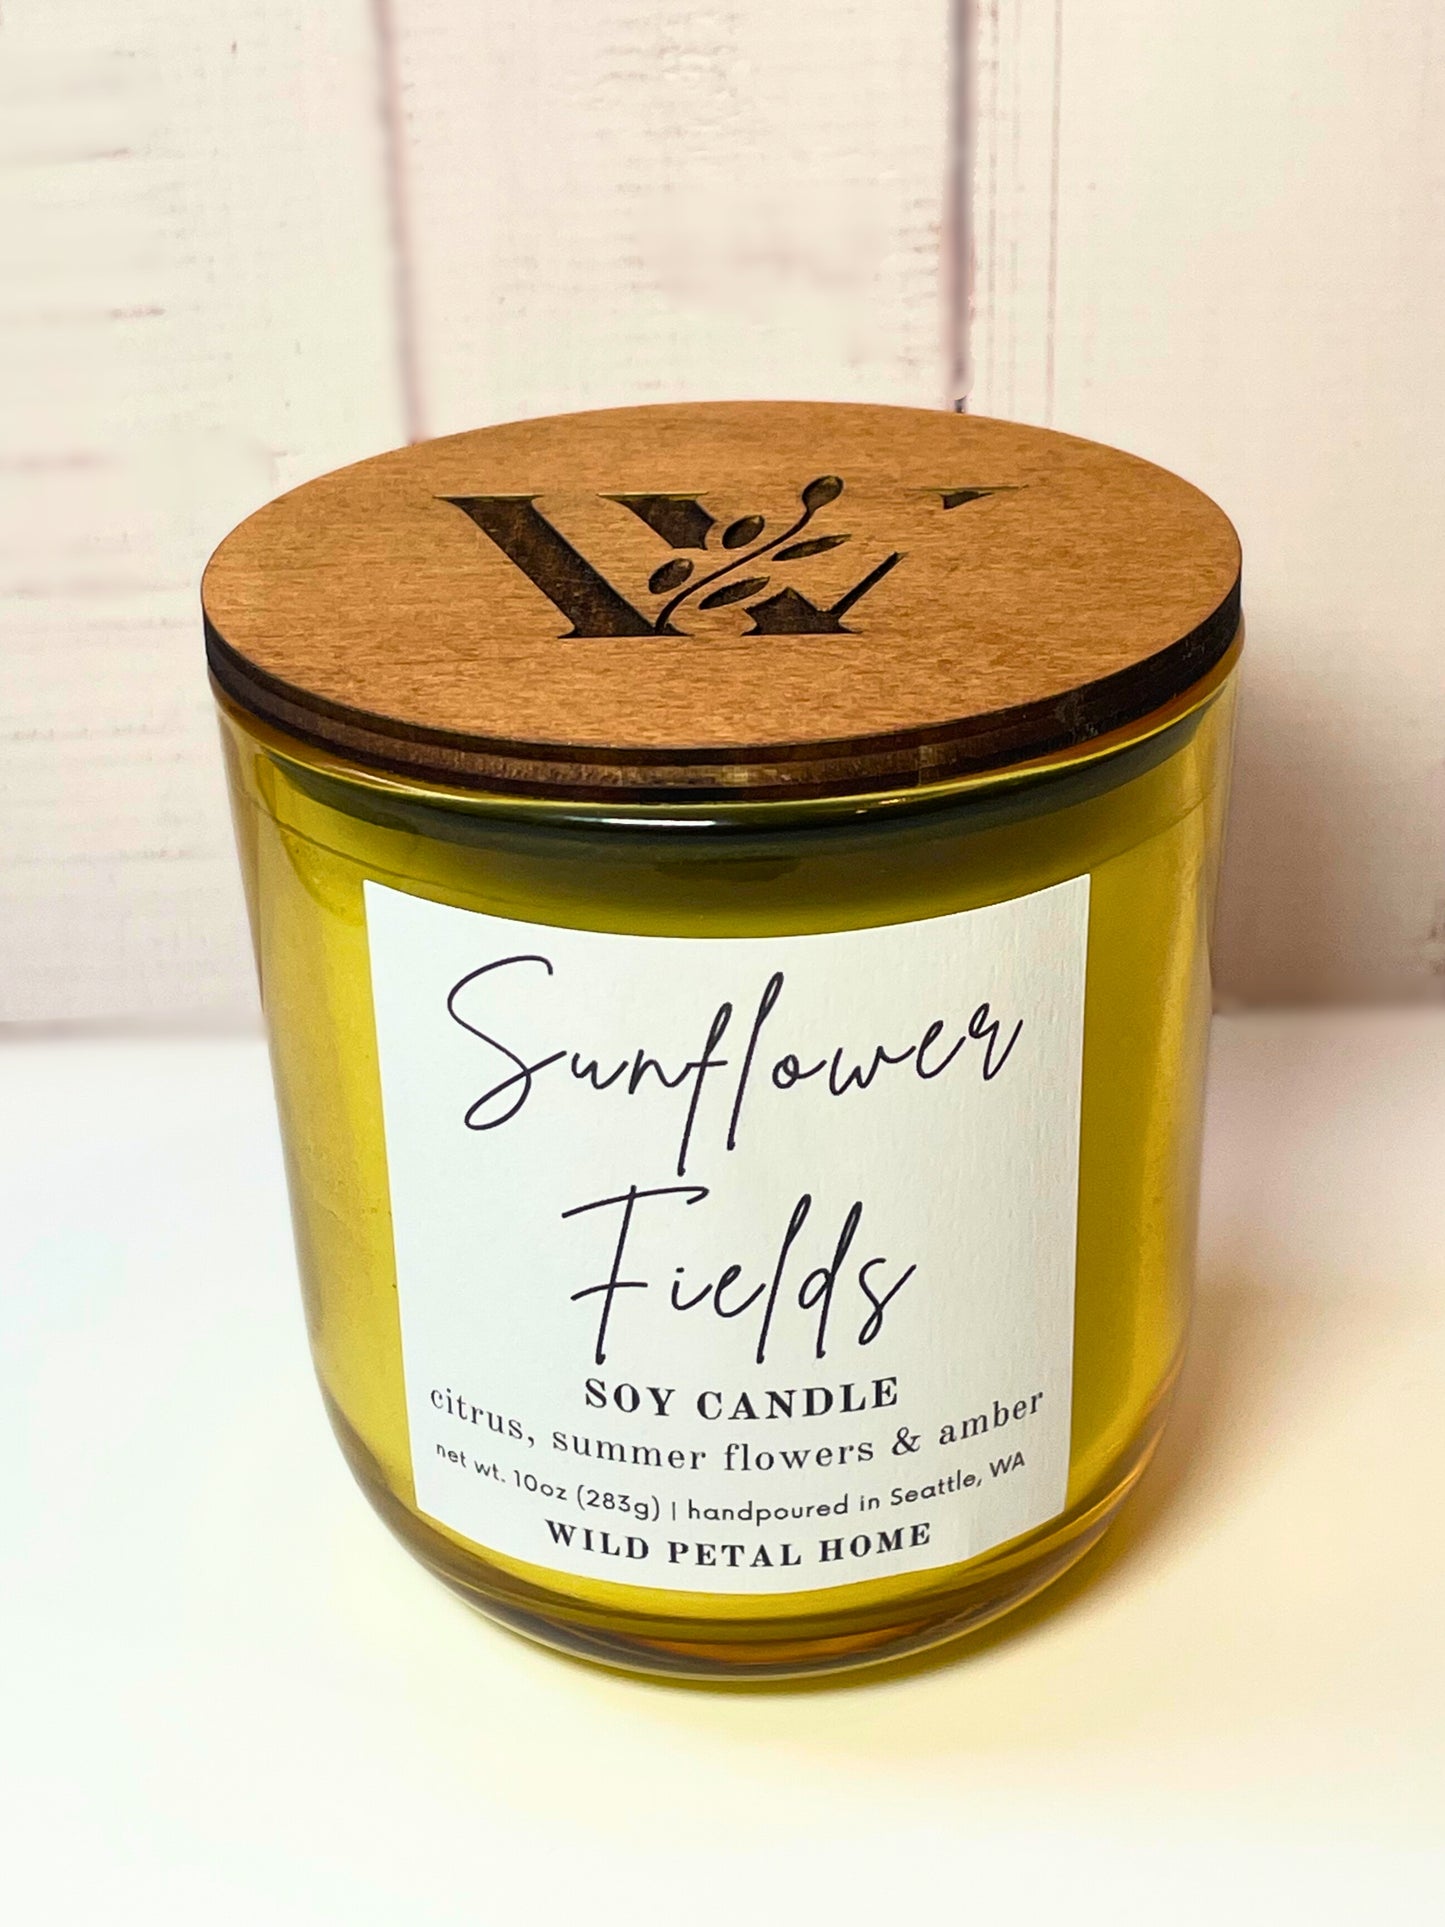 W
Sunflower
Fields
SOY CANDLE
citrus, summer flowers & amber
net wt. 10oz (283g) | handpoured in Seattle, WA
WILD PETAL HOME